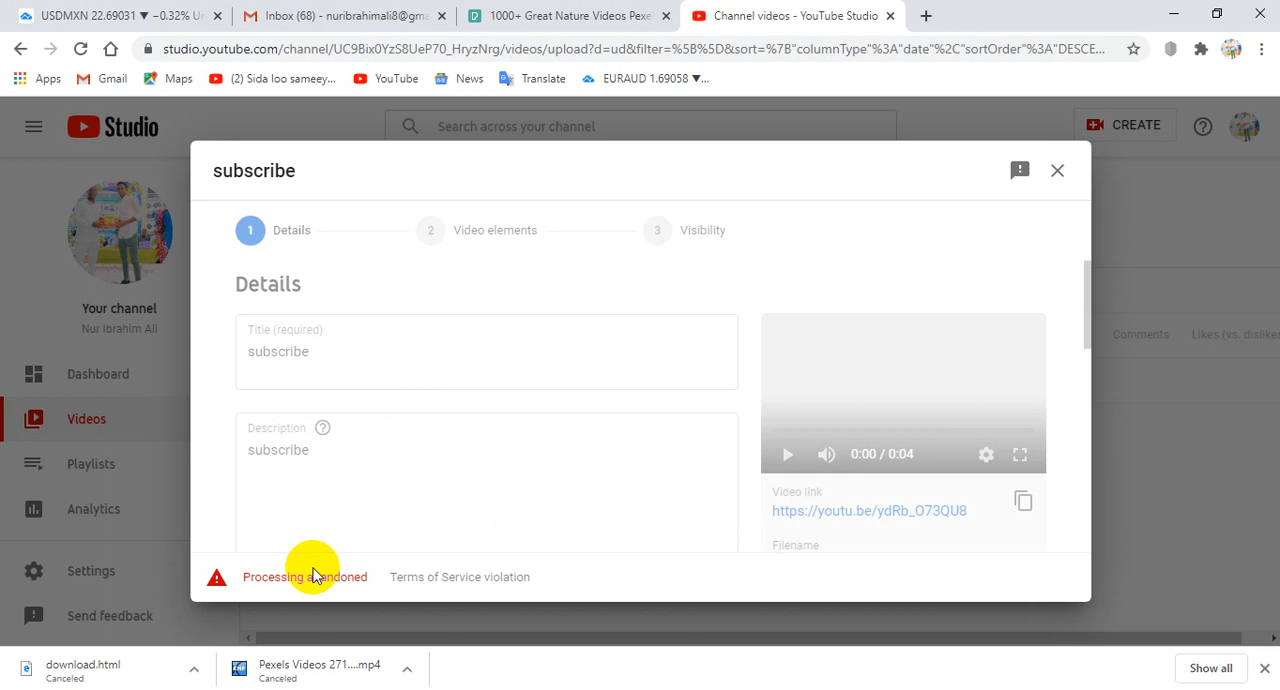 USDMXN 22.69031 ▼ −0.32% Un
Inbox (68) - nuribrahimali8@gma
1000+ Great Nature Videos Pexe
Channel videos - YouTube Studio
studio.youtube.com/channel/UC9Bix0YzS8UeP70_HryzNrg/videos/upload?d=ud&filter=%5B%5D&sort=%7B"columnType"%3A"date"%2C"sortOrder"%3A"DESCE...
Apps
Gmail
Maps
(2) Sida loo sameey...
YouTube
News
Translate
EURAUD 1.69058 ▼...
Studio
Search across your channel
CREATE
subscribe
1 Details
2 Video elements
3 Visibility
Details
Title (required)
subscribe
Description
subscribe
0:00 / 0:04
Video link
https://youtu.be/ydRb_O73QU8
Filename
Processing abandoned
Terms of Service violation
Your channel
Nur Ibrahim Ali
Dashboard
Videos
Playlists
Analytics
Settings
Send feedback
Comments
Likes (vs. dislikes
download.html
Canceled
Pexels Videos 271....mp4
Canceled
Show all